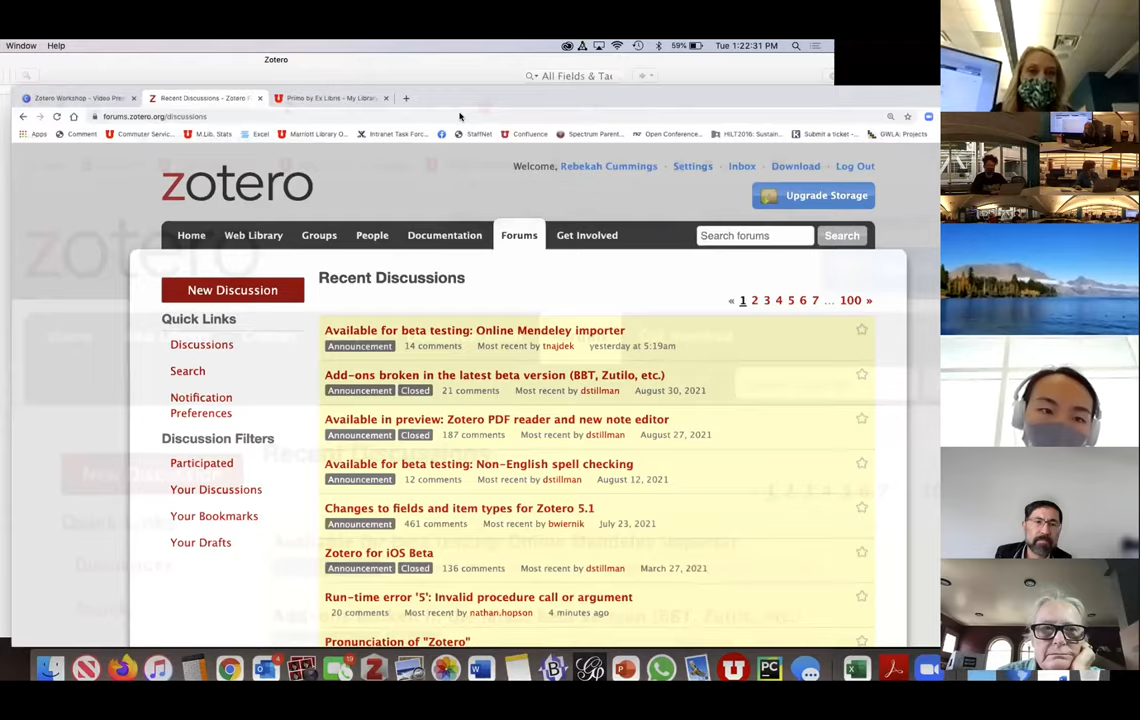 Window Help
59% Tue 1:22:31 PM
Zotero
All Fields & Tag
Zotero Workshop - Video Pre
Recent Discussions - Zotero F
Primo by Ex Libris - My Library
forums.zotero.org/discussions
Apps Comment Commuter Service... M.Lib. Stats Excel Marriott Library O... Intranet Task Forc... StaffNet Confluence Spectrum Parent... Open Conference... HILT2016: Sustain... Submit a ticket -... GWLA: Projects
Welcome, Rebekah Cummings · Settings · Inbox · Download · Log Out
zotero
Upgrade Storage
Home Web Library Groups People Documentation Forums Get Involved
Search forums Search
New Discussion
Recent Discussions
« 1 2 3 4 5 6 7 ... 100 »
Quick Links
Discussions
Search
Notification
Preferences
Discussion Filters
Participated
Your Discussions
Your Bookmarks
Your Drafts
Available for beta testing: Online Mendeley importer
Announcement 14 comments Most recent by tnajdek yesterday at 5:19am
Add-ons broken in the latest beta version (BBT, Zutilo, etc.)
Announcement Closed 21 comments Most recent by dstillman August 30, 2021
Available in preview: Zotero PDF reader and new note editor
Announcement Closed 187 comments Most recent by dstillman August 27, 2021
Available for beta testing: Non-English spell checking
Announcement 12 comments Most recent by dstillman August 12, 2021
Changes to fields and item types for Zotero 5.1
Announcement 461 comments Most recent by bwiernik July 23, 2021
Zotero for iOS Beta
Announcement Closed 136 comments Most recent by dstillman March 27, 2021
Run-time error '5': Invalid procedure call or argument
20 comments Most recent by nathan.hopson 4 minutes ago
Pronunciation of "Zotero"